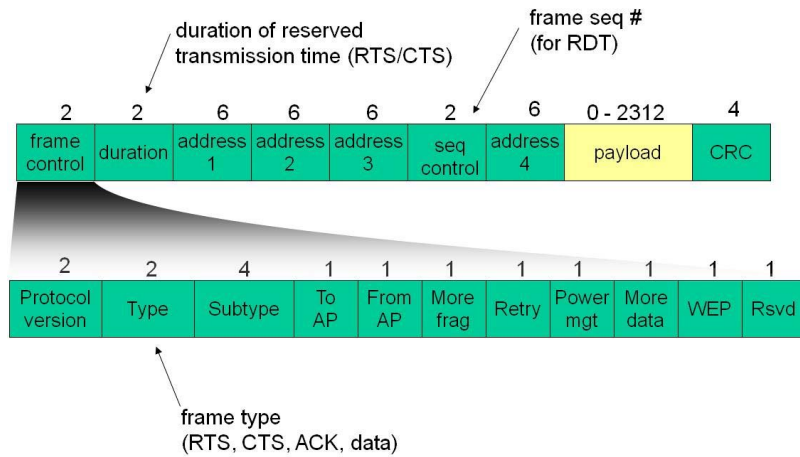 duration of reserved
transmission time (RTS/CTS)
frame seq #
(for RDT)
2 2 6 6 6 2 6 0 - 2312 4
frame control duration address 1 address 2 address 3 seq control address 4 payload CRC
2 2 4 1 1 1 1 1 1 1 1
Protocol version Type Subtype To AP From AP More frag Retry Power mgt More data WEP Rsvd
frame type
(RTS, CTS, ACK, data)